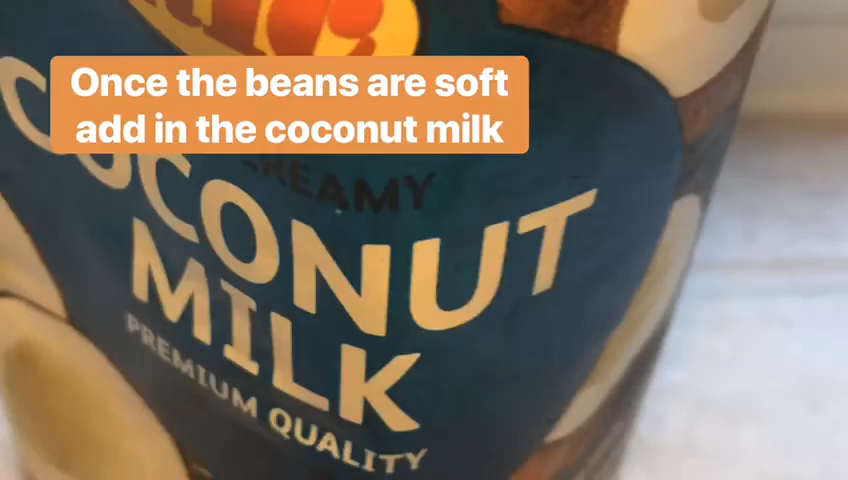 Once the beans are soft
add in the coconut milk
CREAMY
COCONUT
MILK
PREMIUM QUALITY